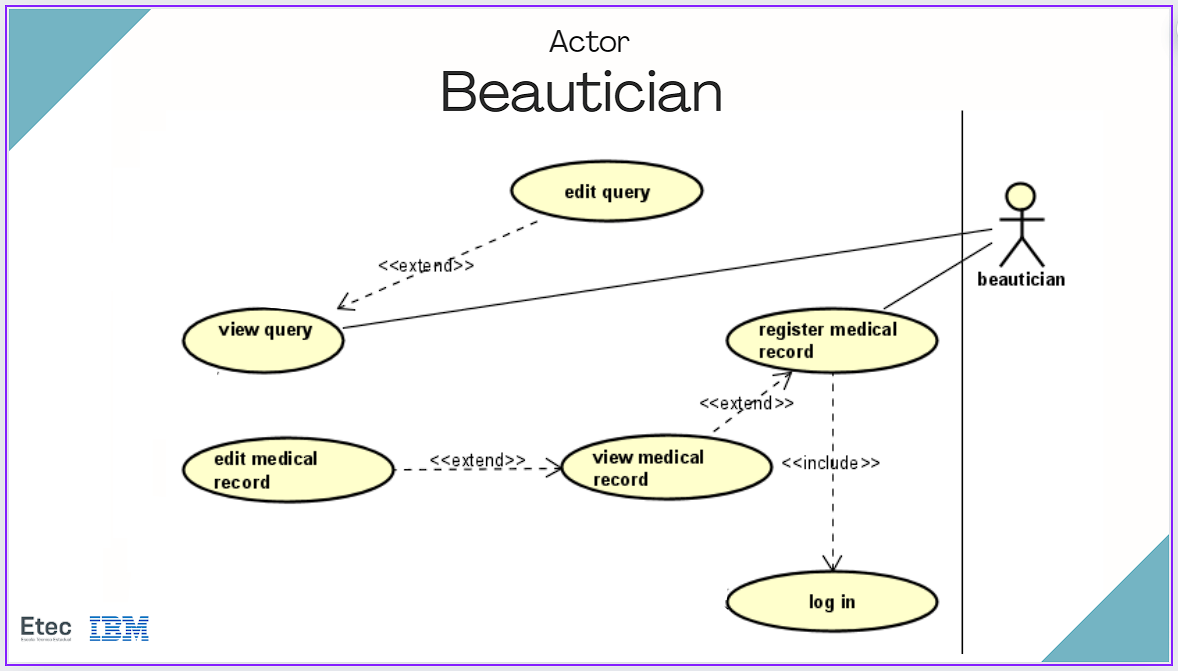 Actor
Beautician
edit query
<<extend>>
beautician
view query
register medical
record
<<extend>>
edit medical
record
<<extend>>
view medical
record
<<include>>
log in
Etec
IBM